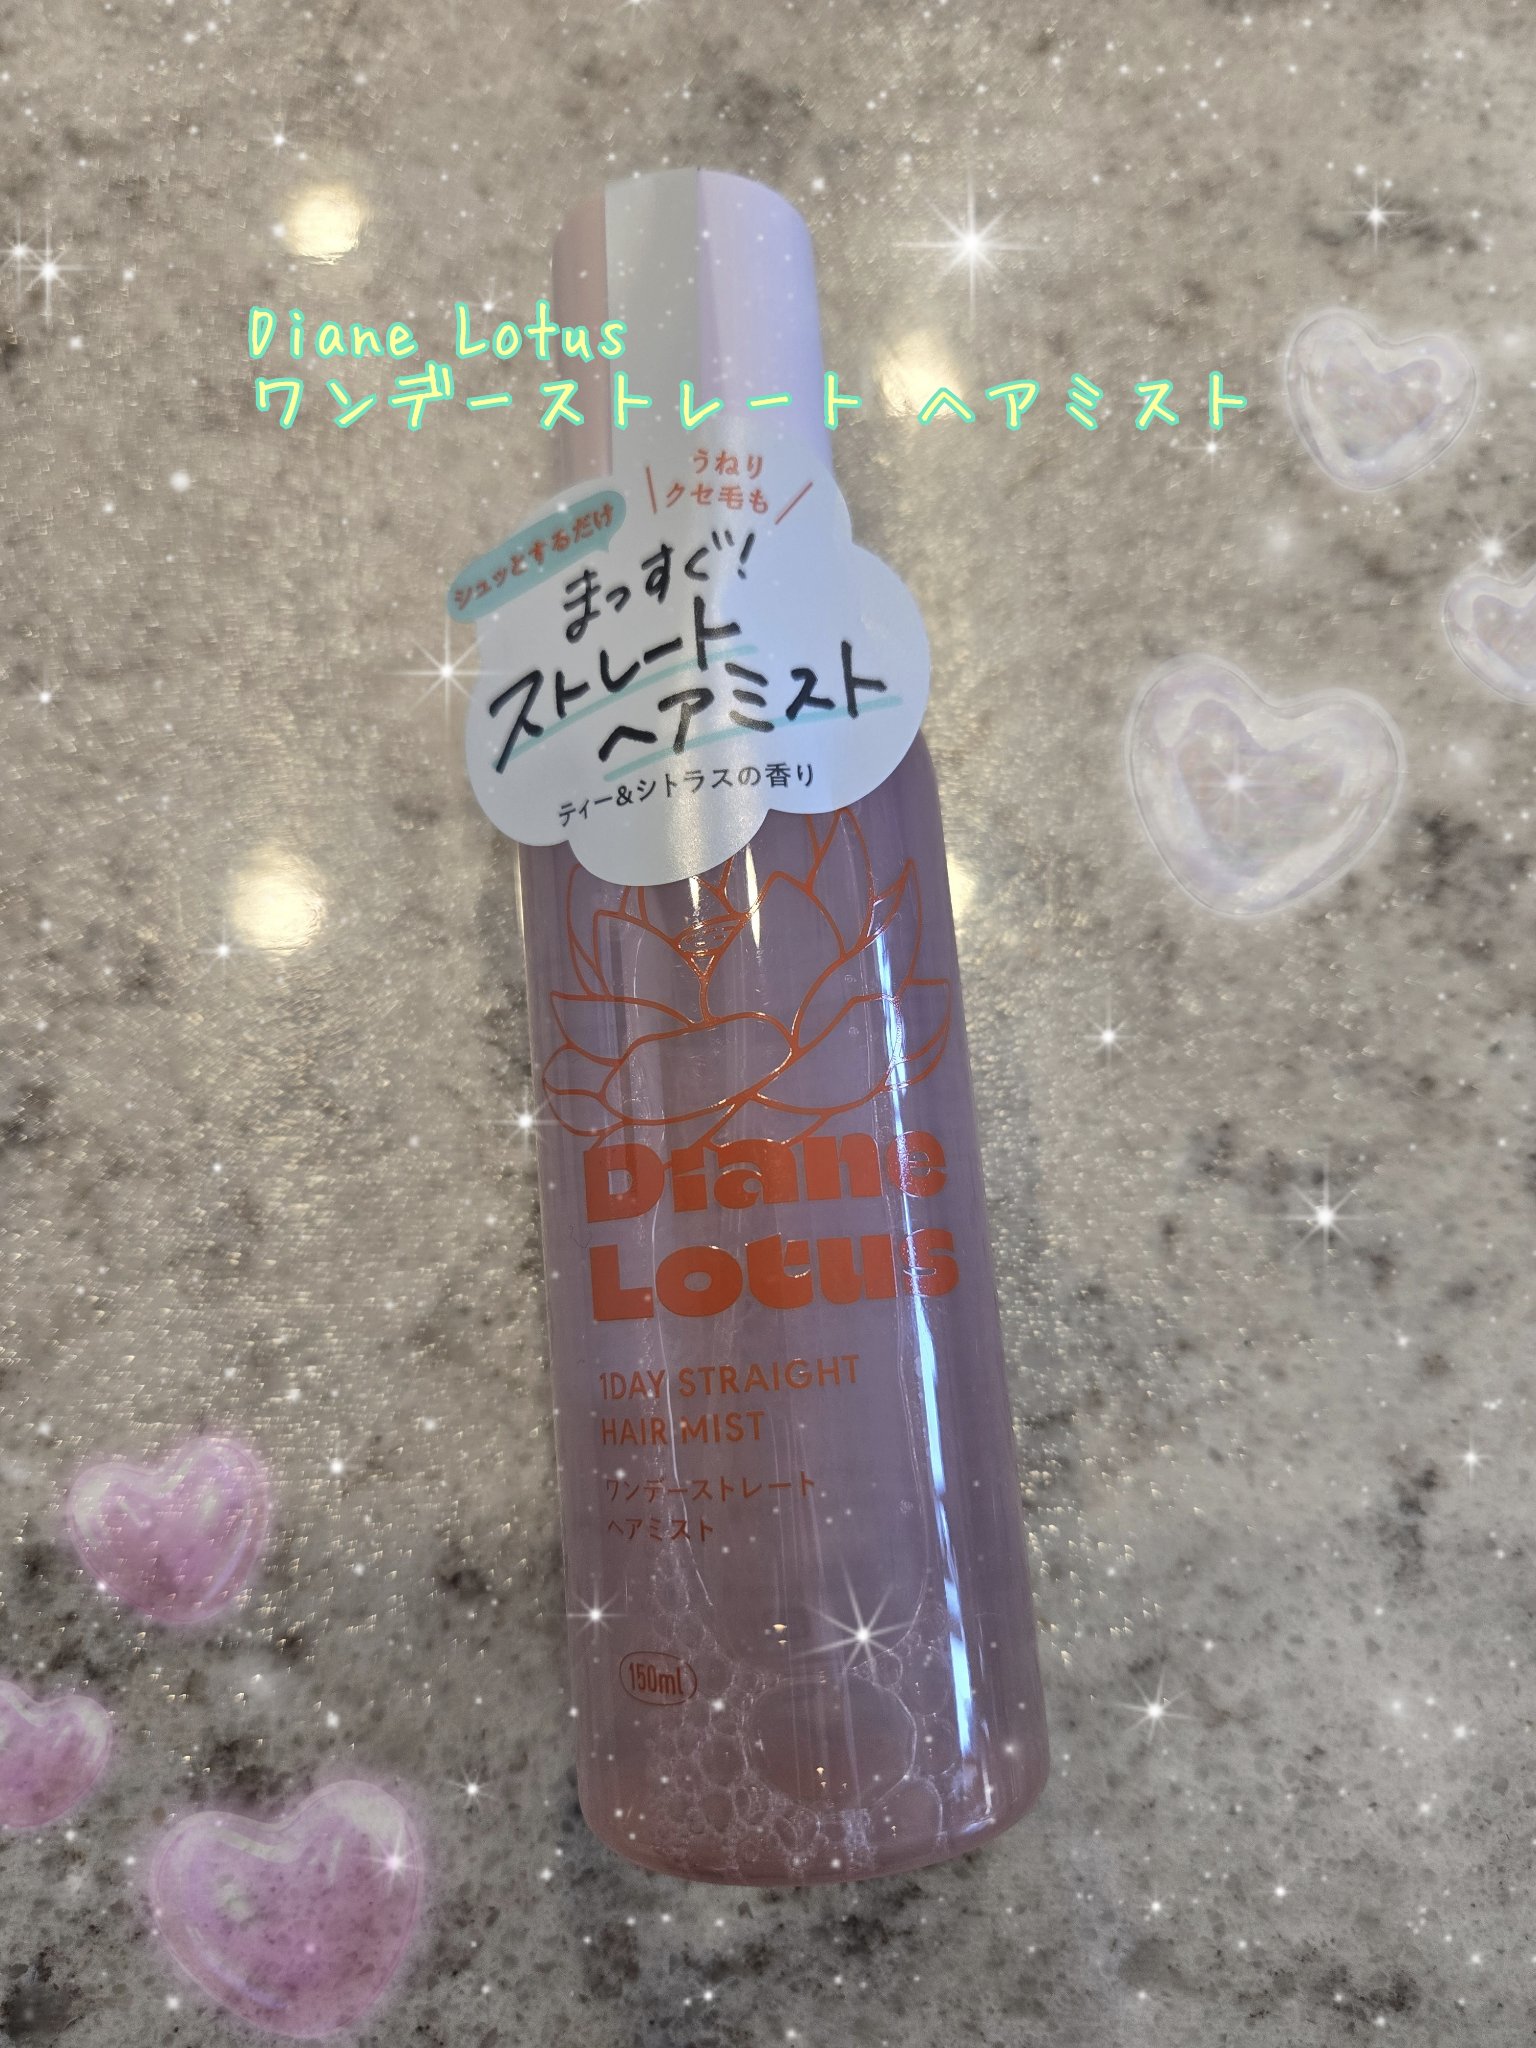 Diane Lotus
ワンデーストレート ヘアミスト
うねり
クセ毛も
シュッとするだけ
まっすぐ!
ストレート
ヘアミスト
ティー&シトラスの香り
Diane
Lotus
1DAY STRAIGHT
HAIR MIST
ワンデーストレート
ヘアミスト
150ml